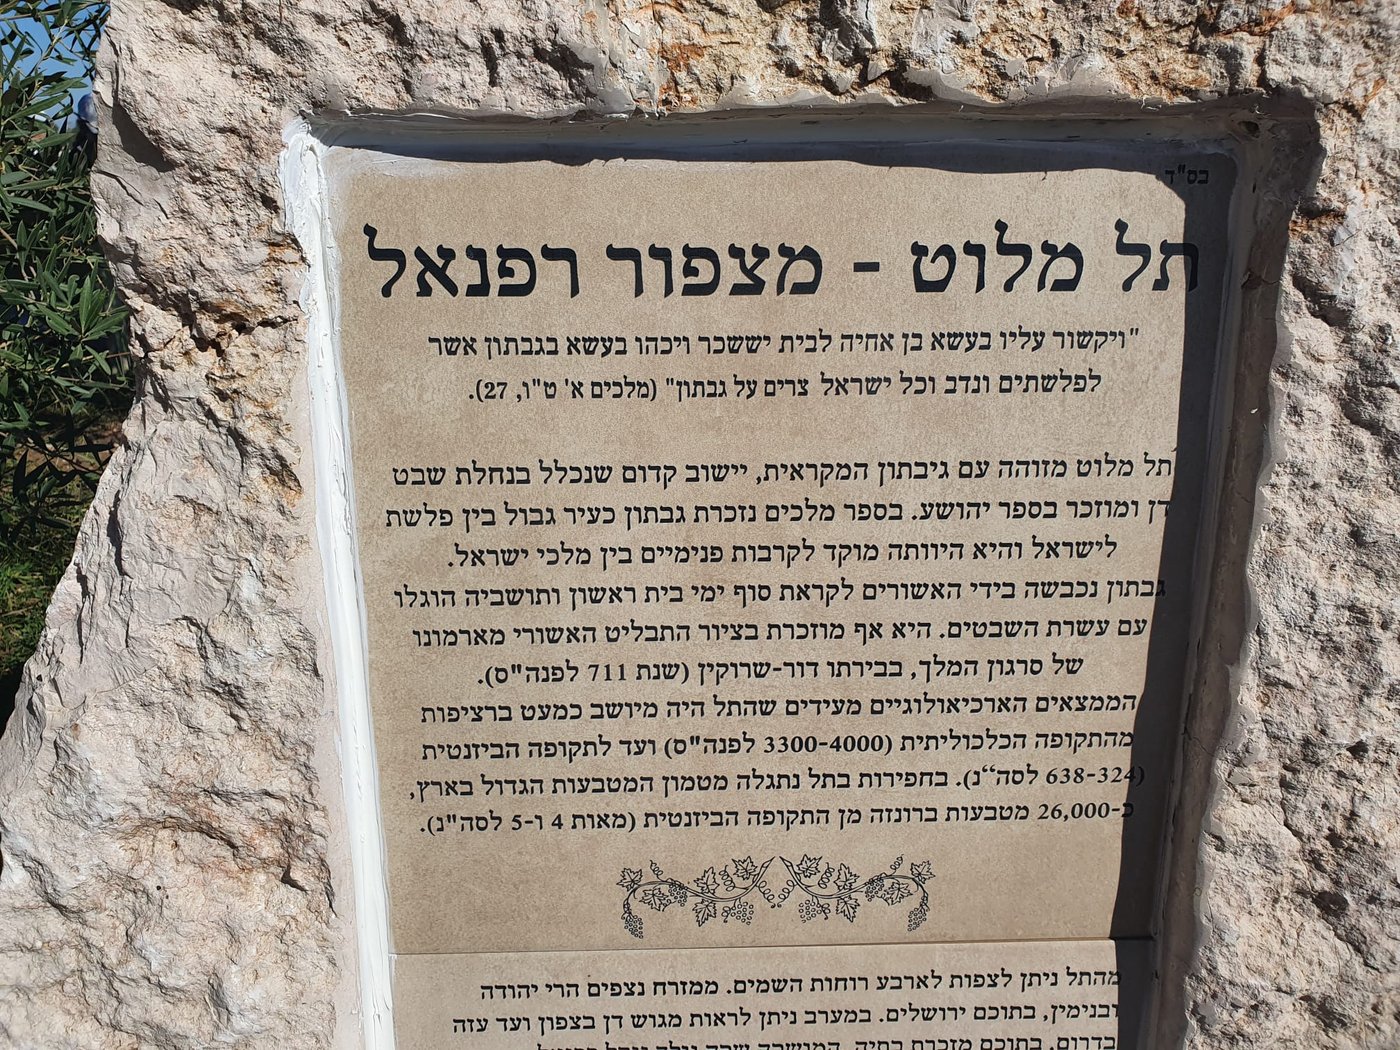 בס"ד
תל מלוט - מצפור רפנאל
"ויקשור עליו בעשא בן אחיה לבית יששכר ויכהו בעשא בגבתון אשר
לפלשתים ונדב וכל ישראל צרים על גבתון" (מלכים א' ט"ו, 27).
תל מלוט מזוהה עם גיבתון המקראית, יישוב קדום שנכלל בנחלת שבט
דן ומוזכר בספר יהושע. בספר מלכים נזכרת גבתון כעיר גבול בין פלשת
לישראל והיא היוותה מוקד לקרבות פנימיים בין מלכי ישראל.
גבתון נכבשה בידי האשורים לקראת סוף ימי בית ראשון ותושביה הוגלו
עם עשרת השבטים. היא אף מוזכרת בציור התבליט האשורי מארמונו
של סרגון המלך, בבירתו דור-שרוקין (שנת 711 לפנה"ס).
הממצאים הארכיאולוגיים מעידים שהתל היה מיושב כמעט ברציפות
מהתקופה הכלכוליתית (3300-4000 לפנה"ס) ועד לתקופה הביזנטית
(638-324 לסה"נ). בחפירות בתל נתגלה מטמון המטבעות הגדול בארץ,
כ-26,000 מטבעות ברונזה מן התקופה הביזנטית (מאות 4 ו-5 לסה"נ).
מהתל ניתן לצפות לארבע רוחות השמים. ממזרח נצפים הרי יהודה
ובנימין, בתוכם ירושלים. במערב ניתן לראות מגוש דן בצפון ועד עזה
בדרום. בתוכם מזכרת בתיה, המושבה